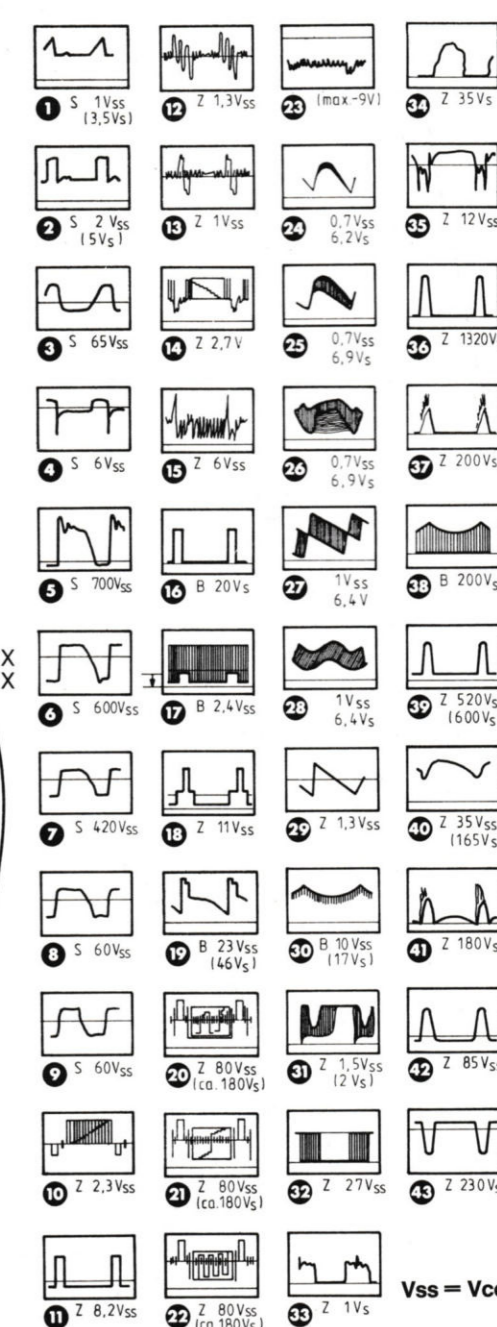 1 S 1Vss
(3,5Vs)
2 S 2 Vss
(5Vs)
3 S 65Vss
4 S 6Vss
5 S 700Vss
X
X
6 S 600Vss
7 S 420Vss
8 S 60Vss
9 S 60Vss
10 Z 2,3Vss
11 Z 8,2Vss
12 Z 1,3Vss
13 Z 1Vss
14 Z 2,7V
15 Z 6Vss
16 B 20Vs
17 B 2,4Vss
18 Z 11Vss
19 B 23Vss
(46Vs)
20 Z 80Vss
(ca. 180Vs)
21 Z 80Vss
(ca.180Vs)
22 Z 80Vss
(ca.180Vs)
23 (max.-9V)
24 0,7Vss
6,2Vs
25 0,7Vss
6,9Vs
26 0,7Vss
6,9Vs
27 1Vss
6,4V
28 1Vss
6,4Vs
29 Z 1,3Vss
30 B 10Vss
(17Vs)
31 Z 1,5Vss
(2Vs)
32 Z 27Vss
33 Z 1Vs
34 Z 35Vs
35 Z 12Vss
36 Z 1320V
37 Z 200Vs
38 B 200Vs
39 Z 520Vs
(600Vs
40 Z 35Vss
(165Vs
41 Z 180Vs
42 Z 85Vss
43 Z 230Vs
Vss = Vcc